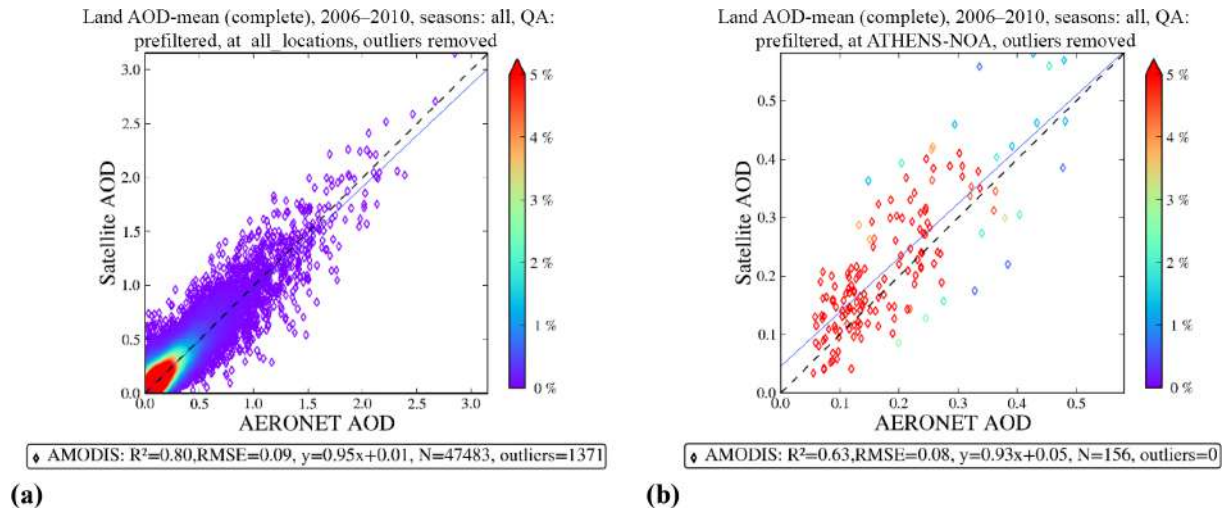 Land AOD-mean (complete), 2006–2010, seasons: all, QA:
prefiltered, at all_locations, outliers removed
3.0
2.5
2.0
1.5
1.0
0.5
0.0
Satellite AOD
0.0 0.5 1.0 1.5 2.0 2.5 3.0
AERONET AOD
5 %
4 %
3 %
2 %
1 %
0 %
AMODIS: R²=0.80,RMSE=0.09, y=0.95x+0.01, N=47483, outliers=1371
(a)
Land AOD-mean (complete), 2006–2010, seasons: all, QA:
prefiltered, at ATHENS-NOA, outliers removed
0.5
0.4
0.3
0.2
0.1
0.0
Satellite AOD
0.0 0.1 0.2 0.3 0.4 0.5
AERONET AOD
5 %
4 %
3 %
2 %
1 %
0 %
AMODIS: R²=0.63,RMSE=0.08, y=0.93x+0.05, N=156, outliers=0
(b)